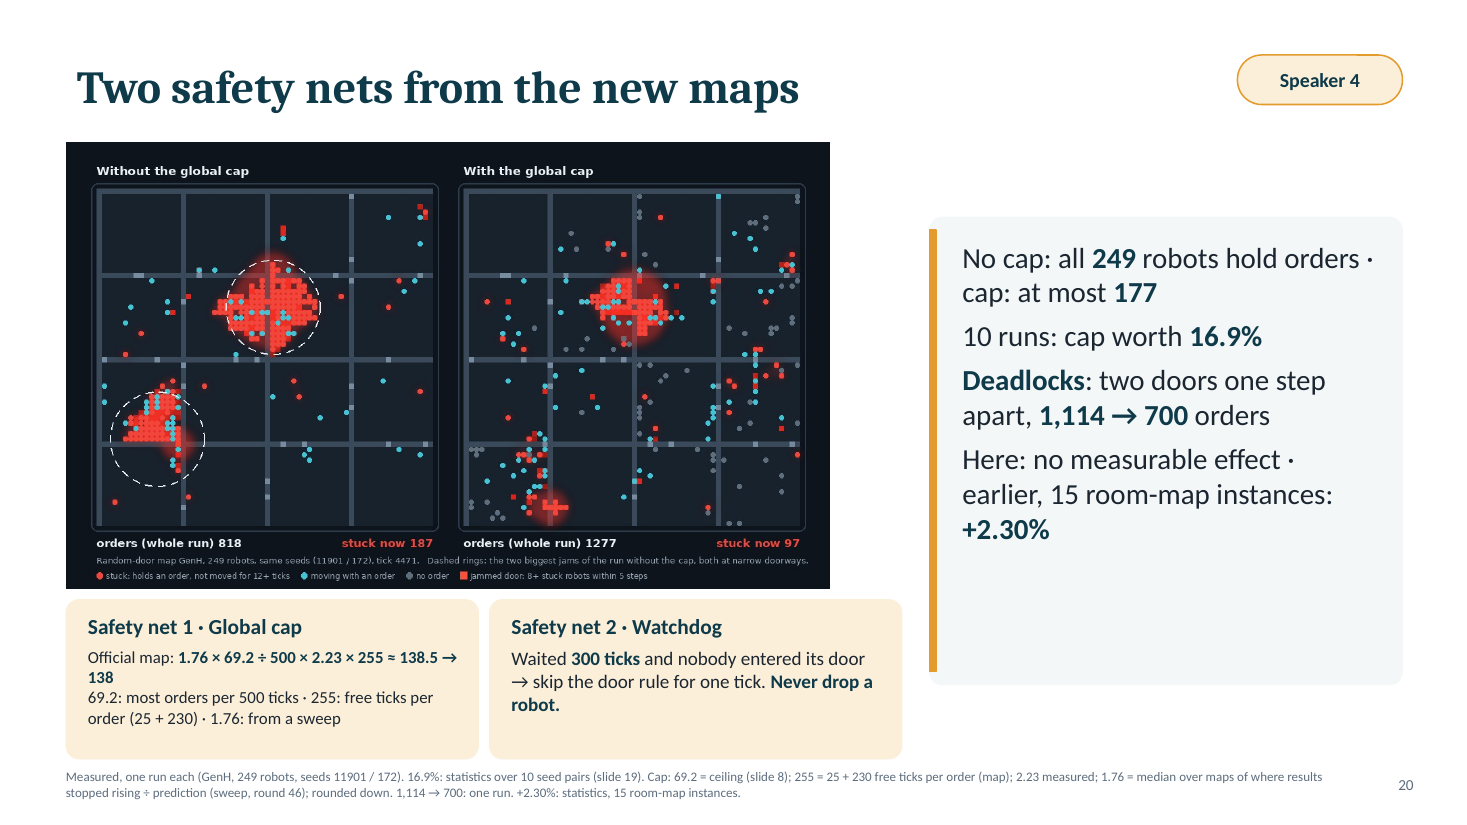 Two safety nets from the new maps
Speaker 4
Without the global cap
With the global cap
orders (whole run) 818
stuck now 187
orders (whole run) 1277
stuck now 97
Random-door map GenH, 249 robots, same seeds (11901 / 172), tick 4471. Dashed rings: the two biggest jams of the run without the cap, both at narrow doorways.
stuck: holds an order, not moved for 12+ ticks
moving with an order
no order
jammed door: 8+ stuck robots within 5 steps
No cap: all 249 robots hold orders ·
cap: at most 177
10 runs: cap worth 16.9%
Deadlocks: two doors one step
apart, 1,114 → 700 orders
Here: no measurable effect ·
earlier, 15 room-map instances:
+2.30%
Safety net 1 · Global cap
Official map: 1.76 × 69.2 ÷ 500 × 2.23 × 255 ≈ 138.5 →
138
69.2: most orders per 500 ticks · 255: free ticks per
order (25 + 230) · 1.76: from a sweep
Safety net 2 · Watchdog
Waited 300 ticks and nobody entered its door
→ skip the door rule for one tick. Never drop a
robot.
Measured, one run each (GenH, 249 robots, seeds 11901 / 172). 16.9%: statistics over 10 seed pairs (slide 19). Cap: 69.2 = ceiling (slide 8); 255 = 25 + 230 free ticks per order (map); 2.23 measured; 1.76 = median over maps of where results
stopped rising ÷ prediction (sweep, round 46); rounded down. 1,114 → 700: one run. +2.30%: statistics, 15 room-map instances.
20